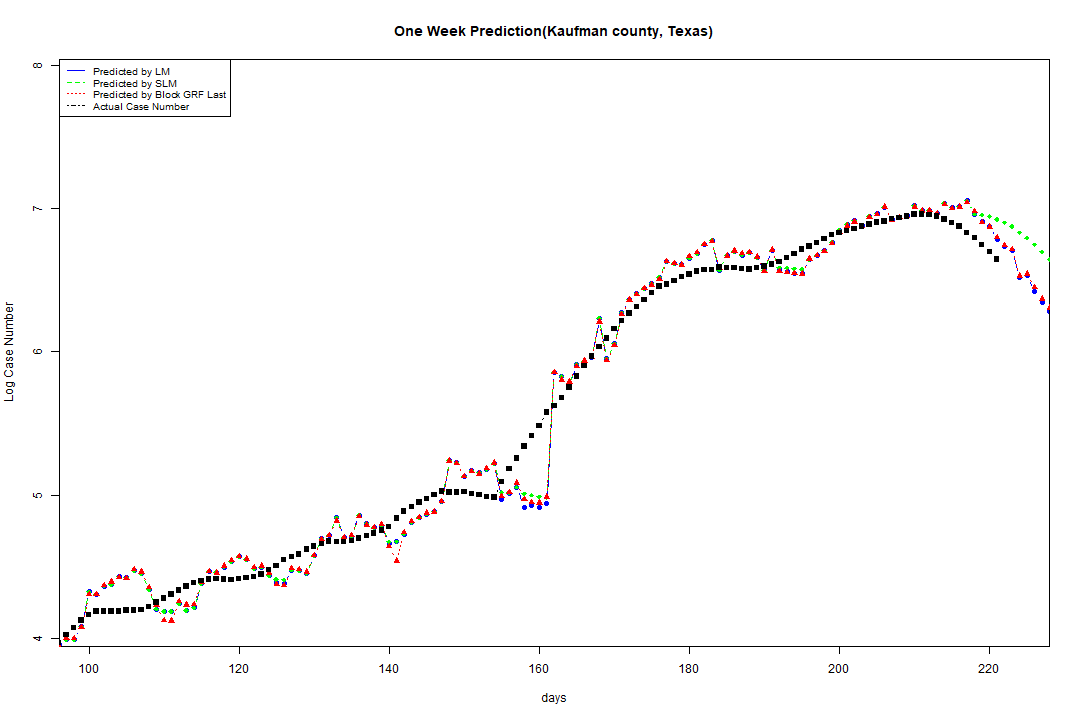 One Week Prediction(Kaufman county, Texas)
Predicted by LM
Predicted by SLM
Predicted by Block GRF Last
Actual Case Number
8
7
6
5
4
Log Case Number
100 120 140 160 180 200 220
days